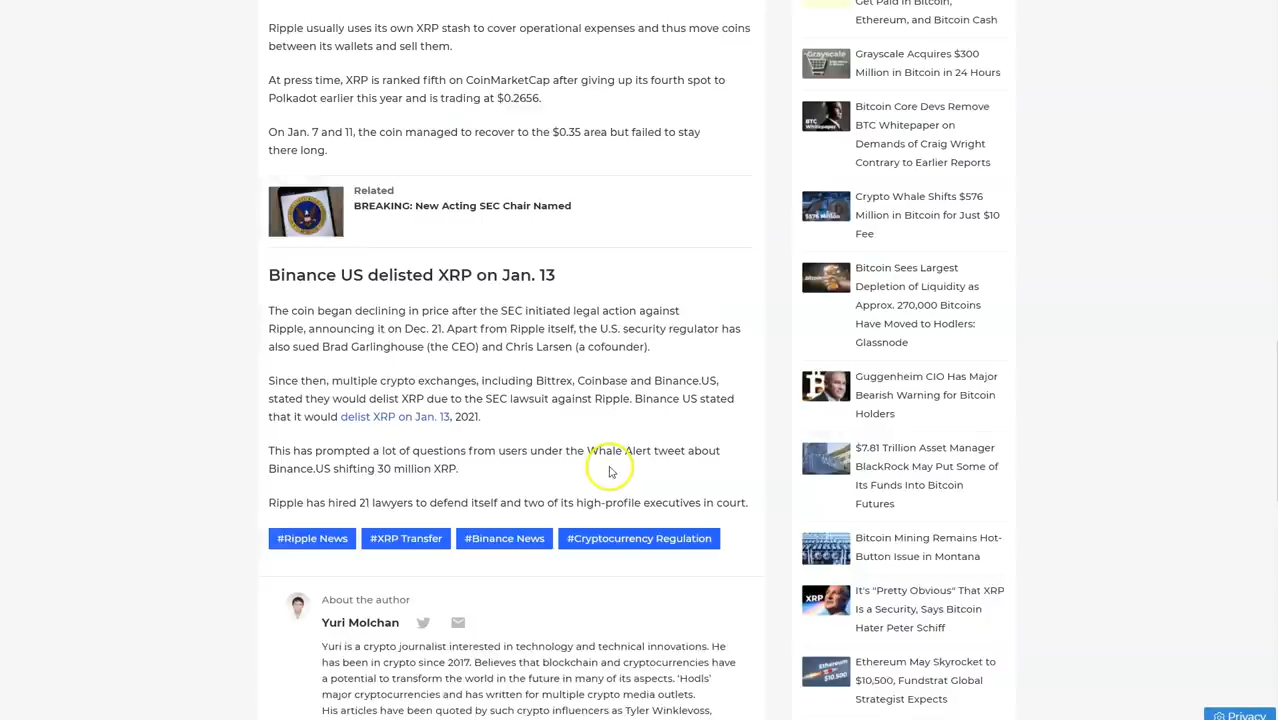 Ripple usually uses its own XRP stash to cover operational expenses and thus move coins
between its wallets and sell them.
At press time, XRP is ranked fifth on CoinMarketCap after giving up its fourth spot to
Polkadot earlier this year and is trading at $0.2656.
On Jan. 7 and 11, the coin managed to recover to the $0.35 area but failed to stay
there long.
Related
BREAKING: New Acting SEC Chair Named
Binance US delisted XRP on Jan. 13
The coin began declining in price after the SEC initiated legal action against
Ripple, announcing it on Dec. 21. Apart from Ripple itself, the U.S. security regulator has
also sued Brad Garlinghouse (the CEO) and Chris Larsen (a cofounder).
Since then, multiple crypto exchanges, including Bittrex, Coinbase and Binance.US,
stated they would delist XRP due to the SEC lawsuit against Ripple. Binance US stated
that it would delist XRP on Jan. 13, 2021.
This has prompted a lot of questions from users under the Whale Alert tweet about
Binance.US shifting 30 million XRP.
Ripple has hired 21 lawyers to defend itself and two of its high-profile executives in court.
#Ripple News
#XRP Transfer
#Binance News
#Cryptocurrency Regulation
About the author
Yuri Molchan
Yuri is a crypto journalist interested in technology and technical innovations. He
has been in crypto since 2017. Believes that blockchain and cryptocurrencies have
a potential to transform the world in the future in many of its aspects. 'Hodls'
major cryptocurrencies and has written for multiple crypto media outlets.
His articles have been quoted by such crypto influencers as Tyler Winklevoss,
Get Paid in Bitcoin,
Ethereum, and Bitcoin Cash
Grayscale
Grayscale Acquires $300
Million in Bitcoin in 24 Hours
BTC
Whitepaper
Bitcoin Core Devs Remove
BTC Whitepaper on
Demands of Craig Wright
Contrary to Earlier Reports
$576 Million
Crypto Whale Shifts $576
Million in Bitcoin for Just $10
Fee
Bitcoin Sees Largest
Depletion of Liquidity as
Approx. 270,000 Bitcoins
Have Moved to Hodlers:
Glassnode
Guggenheim CIO Has Major
Bearish Warning for Bitcoin
Holders
$7.81 Trillion Asset Manager
BlackRock May Put Some of
Its Funds Into Bitcoin
Futures
Bitcoin Mining Remains Hot-
Button Issue in Montana
XRP
It's "Pretty Obvious" That XRP
Is a Security, Says Bitcoin
Hater Peter Schiff
Ethereum
$10,500
Ethereum May Skyrocket to
$10,500, Fundstrat Global
Strategist Expects
Privacy